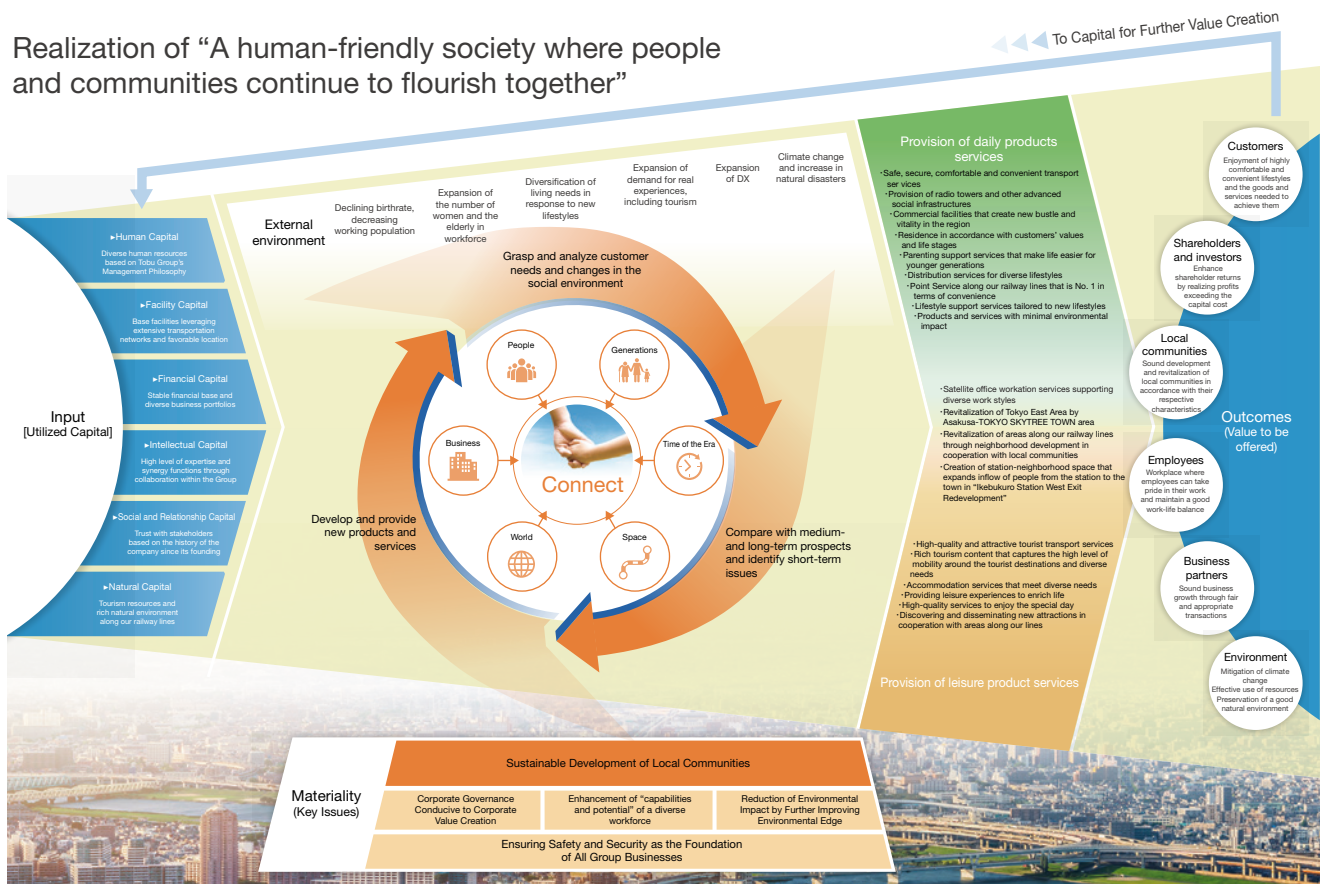 Realization of “A human-friendly society where people
and communities continue to flourish together”
To Capital for Further Value Creation
Input
[Utilized Capital]
▸Human Capital
Diverse human resources
based on Tobu Group's
Management Philosophy
▸Facility Capital
Base facilities leveraging
extensive transportation
networks and favorable location
▸Financial Capital
Stable financial base and
diverse business portfolios
▸Intellectual Capital
High level of expertise and
synergy functions through
collaboration within the Group
▸Social and Relationship Capital
Trust with stakeholders
based on the history of the
company since its founding
▸Natural Capital
Tourism resources and
rich natural environment
along our railway lines
External
environment
Declining birthrate,
decreasing
working population
Expansion of
the number of
women and the
elderly in
workforce
Diversification of
living needs in
response to new
lifestyles
Expansion of
demand for real
experiences,
including tourism
Expansion
of DX
Climate change
and increase in
natural disasters
Grasp and analyze customer
needs and changes in the
social environment
People
Generations
Business
Time of the Era
Connect
World
Space
Develop and provide
new products and
services
Compare with medium-
and long-term prospects
and identify short-term
issues
Provision of daily products
services
・Safe, secure, comfortable and convenient transport
ser vices
・Provision of radio towers and other advanced
social infrastructures
・Commercial facilities that create new bustle and
vitality in the region
・Residence in accordance with customers' values
and life stages
・Parenting support services that make life easier for
younger generations
・Distribution services for diverse lifestyles
・Point Service along our railway lines that is No. 1 in
terms of convenience
・Lifestyle support services tailored to new lifestyles
・Products and services with minimal environmental
impact
・Satellite office workation services supporting
diverse work styles
・Revitalization of Tokyo East Area by
Asakusa-TOKYO SKYTREE TOWN area
・Revitalization of areas along our railway lines
through neighborhood development in
cooperation with local communities
・Creation of station-neighborhood space that
expands inflow of people from the station to the
town in “Ikebukuro Station West Exit
Redevelopment”
・High-quality and attractive tourist transport services
・Rich tourism content that captures the high level of
mobility around the tourist destinations and diverse
needs
・Accommodation services that meet diverse needs
・Providing leisure experiences to enrich life
・High-quality services to enjoy the special day
・Discovering and disseminating new attractions in
cooperation with areas along our lines
Provision of leisure product services
Customers
Enjoyment of highly
comfortable and
convenient lifestyles
and the goods and
services needed to
achieve them
Shareholders
and investors
Enhance
shareholder returns
by realizing profits
exceeding the
capital cost
Local
communities
Sound development
and revitalization of
local communities in
accordance with their
respective
characteristics
Employees
Workplace where
employees can take
pride in their work
and maintain a good
work-life balance
Business
partners
Sound business
growth through fair
and appropriate
transactions
Environment
Mitigation of climate
change
Effective use of resources
Preservation of a good
natural environment
Outcomes
(Value to be
offered)
Materiality
(Key Issues)
Sustainable Development of Local Communities
Corporate Governance
Conducive to Corporate
Value Creation
Enhancement of “capabilities
and potential” of a diverse
workforce
Reduction of Environmental
Impact by Further Improving
Environmental Edge
Ensuring Safety and Security as the Foundation
of All Group Businesses